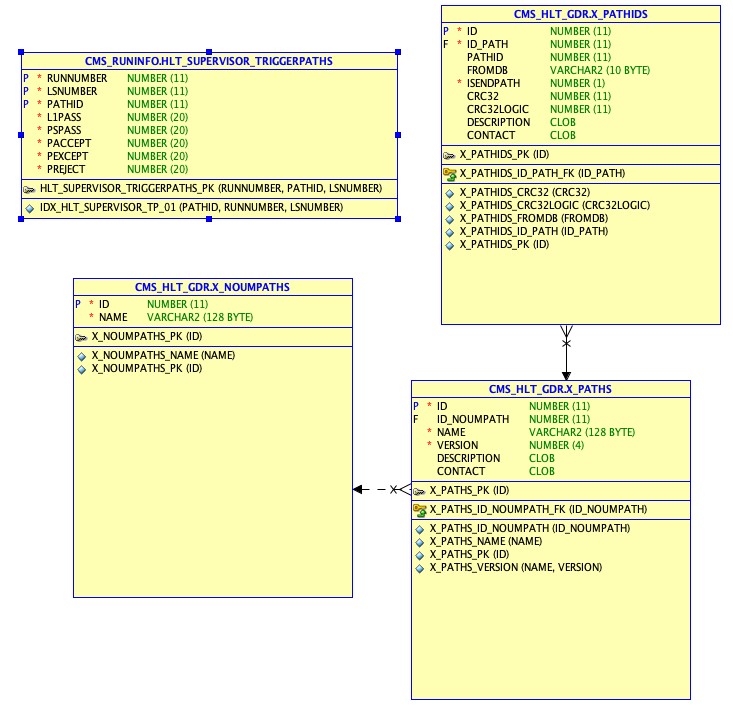 CMS_RUNINFO.HLT_SUPERVISOR_TRIGGERPATHS
P * RUNNUMBER NUMBER (11)
P * LSNUMBER NUMBER (11)
P * PATHID NUMBER (11)
* L1PASS NUMBER (20)
* PSPASS NUMBER (20)
* PACCEPT NUMBER (20)
* PEXCEPT NUMBER (20)
* PREJECT NUMBER (20)
HLT_SUPERVISOR_TRIGGERPATHS_PK (RUNNUMBER, PATHID, LSNUMBER)
IDX_HLT_SUPERVISOR_TP_01 (PATHID, RUNNUMBER, LSNUMBER)
CMS_HLT_GDR.X_PATHIDS
P * ID NUMBER (11)
F * ID_PATH NUMBER (11)
PATHID NUMBER (11)
FROMDB VARCHAR2 (10 BYTE)
* ISENDPATH NUMBER (1)
CRC32 NUMBER (11)
CRC32LOGIC NUMBER (11)
DESCRIPTION CLOB
CONTACT CLOB
X_PATHIDS_PK (ID)
X_PATHIDS_ID_PATH_FK (ID_PATH)
X_PATHIDS_CRC32 (CRC32)
X_PATHIDS_CRC32LOGIC (CRC32LOGIC)
X_PATHIDS_FROMDB (FROMDB)
X_PATHIDS_ID_PATH (ID_PATH)
X_PATHIDS_PK (ID)
CMS_HLT_GDR.X_NOUMPATHS
P * ID NUMBER (11)
* NAME VARCHAR2 (128 BYTE)
X_NOUMPATHS_PK (ID)
X_NOUMPATHS_NAME (NAME)
X_NOUMPATHS_PK (ID)
CMS_HLT_GDR.X_PATHS
P * ID NUMBER (11)
F ID_NOUMPATH NUMBER (11)
* NAME VARCHAR2 (128 BYTE)
* VERSION NUMBER (4)
DESCRIPTION CLOB
CONTACT CLOB
X_PATHS_PK (ID)
X_PATHS_ID_NOUMPATH_FK (ID_NOUMPATH)
X_PATHS_ID_NOUMPATH (ID_NOUMPATH)
X_PATHS_NAME (NAME)
X_PATHS_PK (ID)
X_PATHS_VERSION (NAME, VERSION)